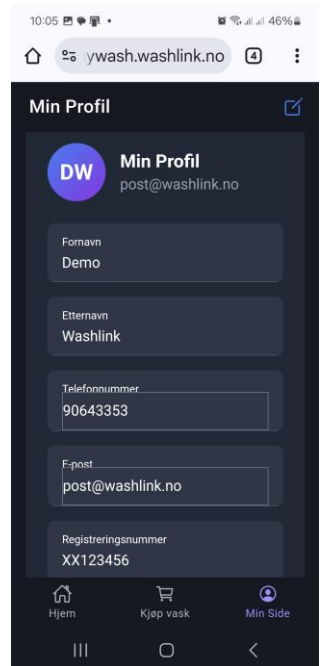 10:05
46%
ywash.washlink.no
4
Min Profil
DW
Min Profil
post@washlink.no
Fornavn
Demo
Etternavn
Washlink
Telefonnummer
90643353
E-post
post@washlink.no
Registreringsnummer
XX123456
Hjem
Kjøp vask
Min Side